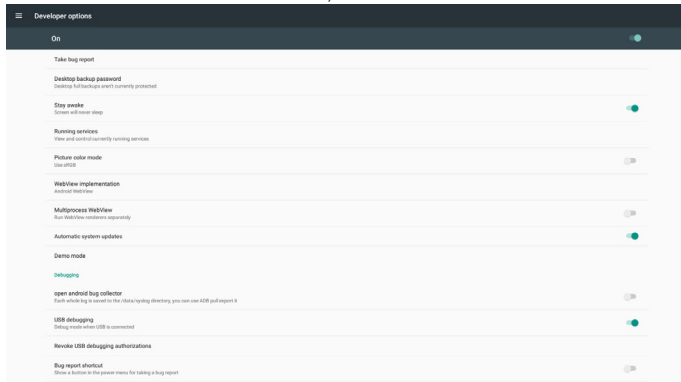 Developer options
On
Take bug report
Desktop backup password
Desktop full backups aren't currently protected
Stay awake
Screen will never sleep
Running services
View and control currently running services
Picture color mode
Use sRGB
WebView implementation
Android WebView
Multiprocess WebView
Run WebView renderers separately
Automatic system updates
Demo mode
Debugging
open android bug collector
Each whole log is saved to the /data/syslog directory, you can use ADB pull export it
USB debugging
Debug mode when USB is connected
Revoke USB debugging authorizations
Bug report shortcut
Show a button in the power menu for taking a bug report